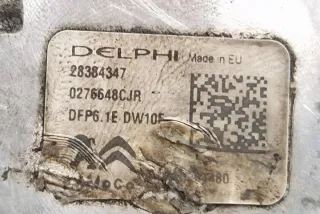 DELPHI Made in EU
28384347
0276648CJR
DFP6.1E DW10F